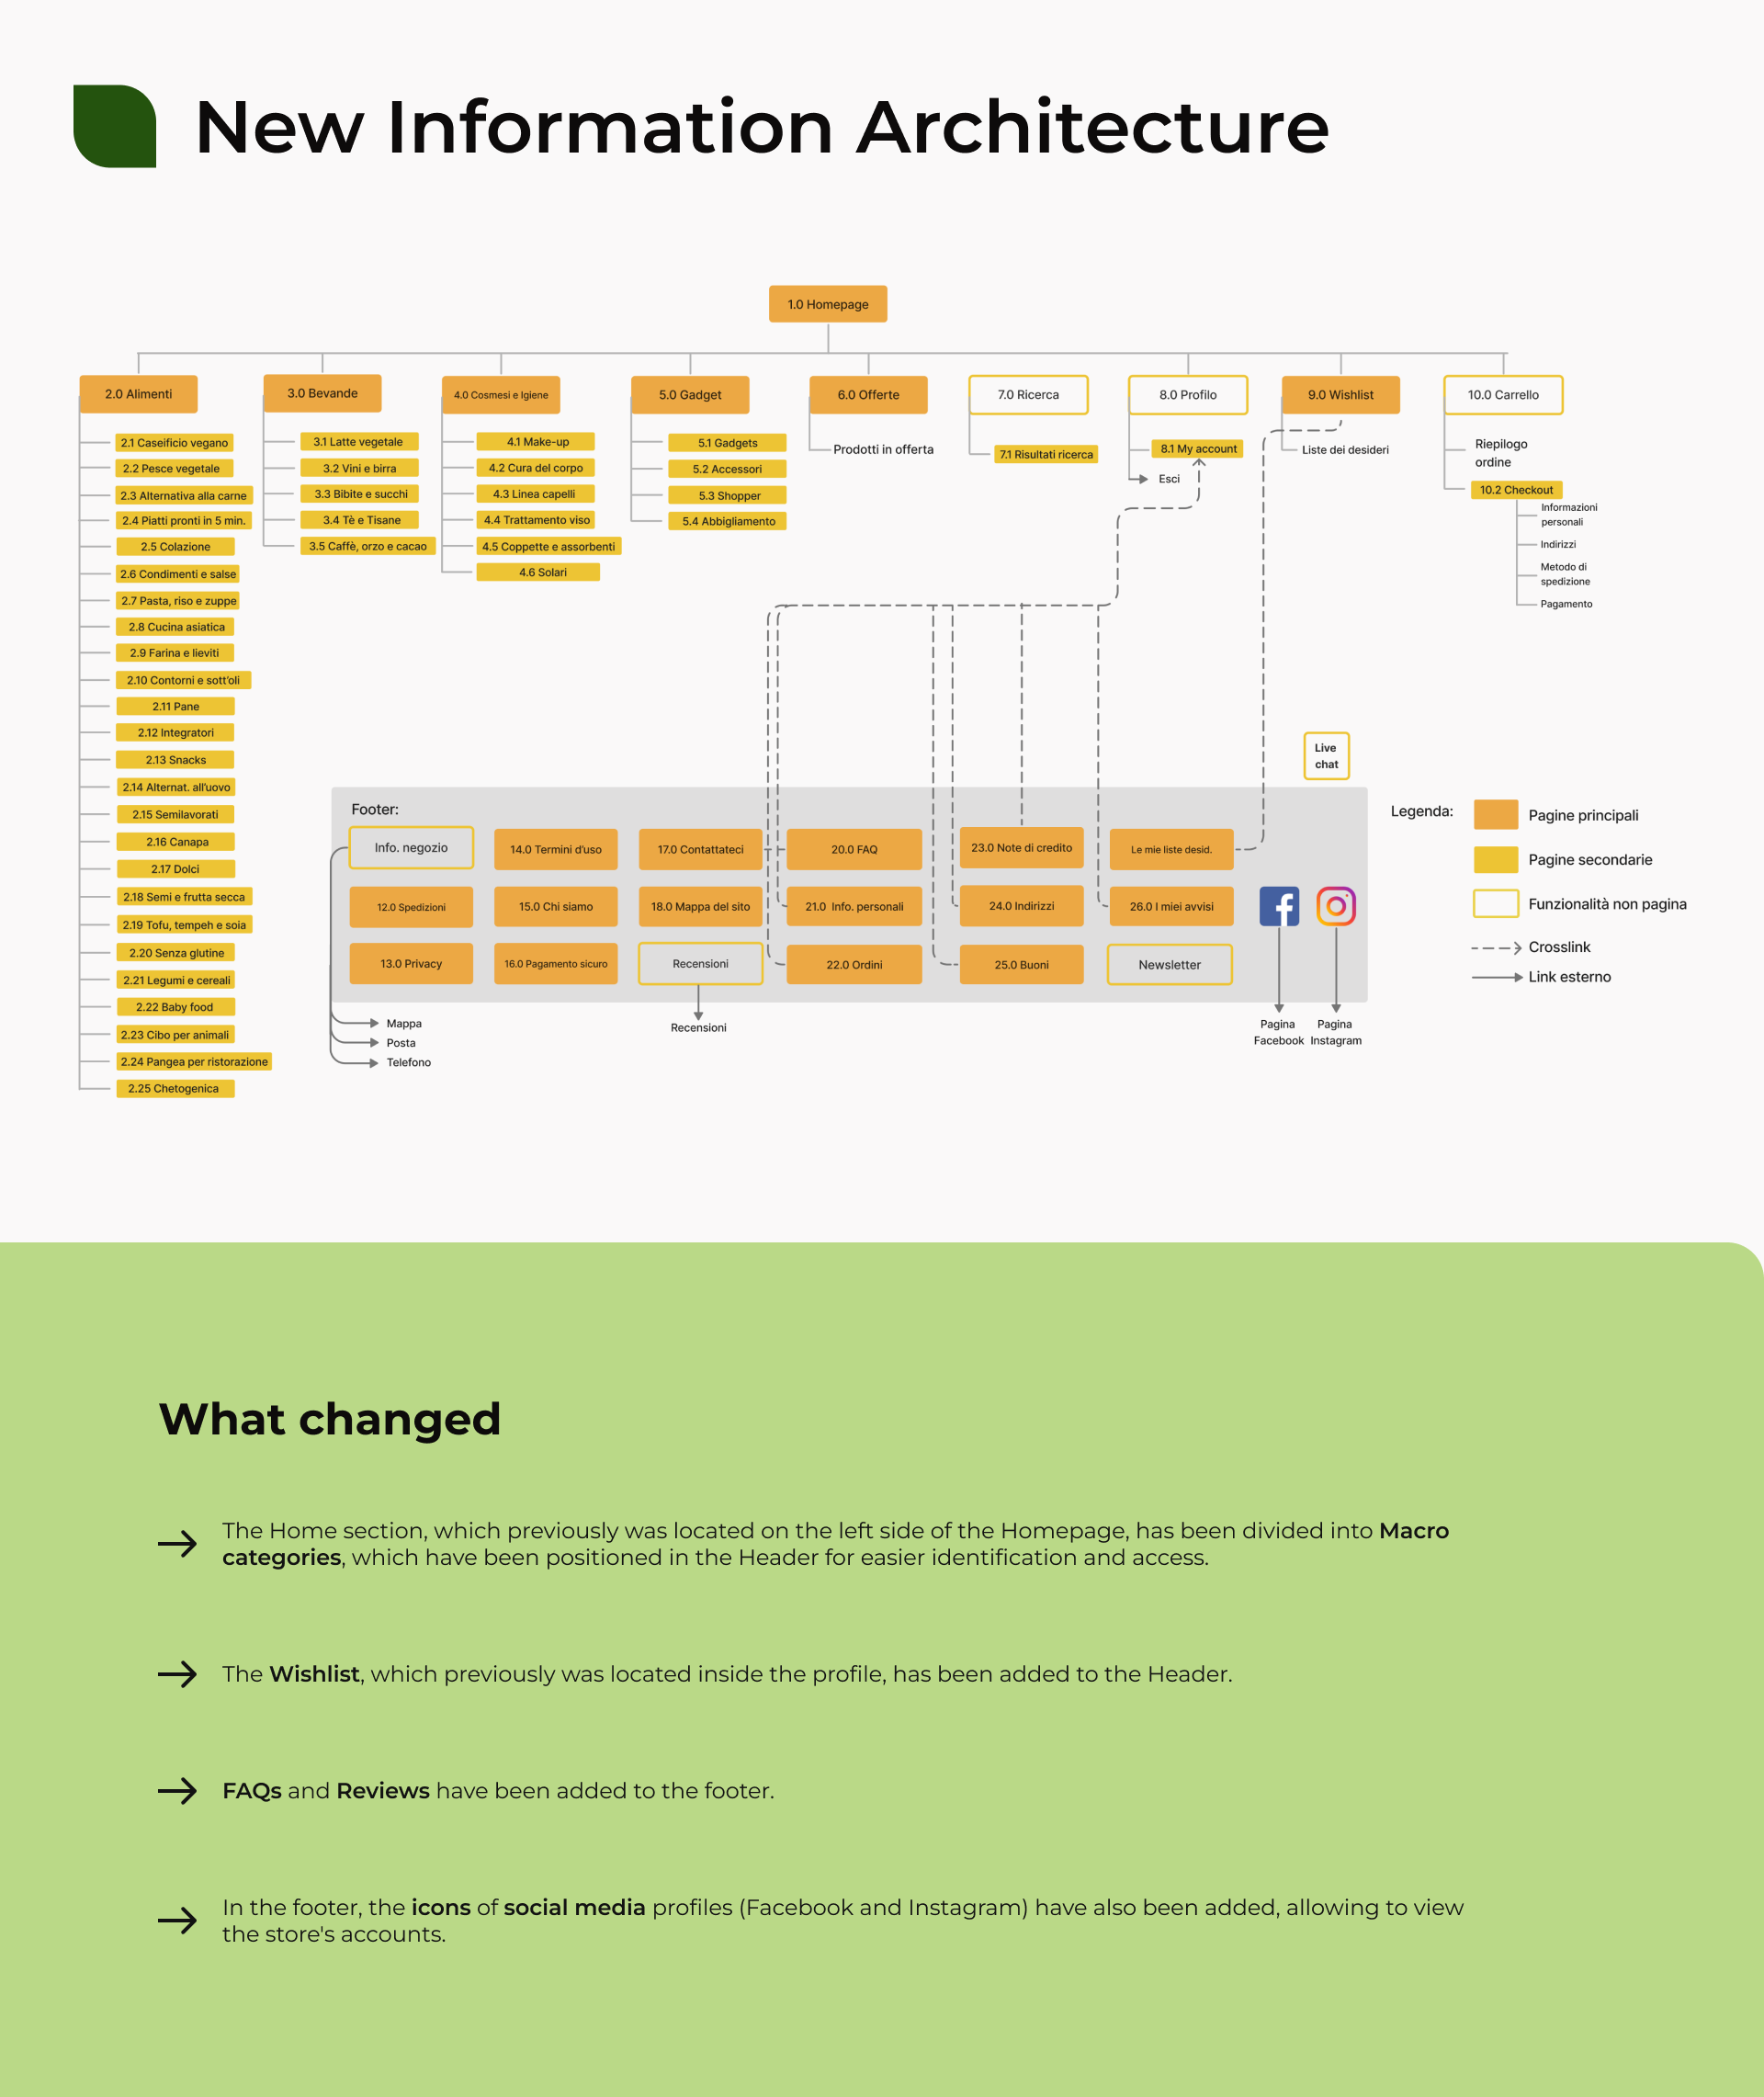 New Information Architecture
1.0 Homepage
2.0 Alimenti
2.1 Caseificio vegano
2.2 Pesce vegetale
2.3 Alternativa alla carne
2.4 Piatti pronti in 5 min.
2.5 Colazione
2.6 Condimenti e salse
2.7 Pasta, riso e zuppe
2.8 Cucina asiatica
2.9 Farina e lieviti
2.10 Contorni e sott'oli
2.11 Pane
2.12 Integratori
2.13 Snacks
2.14 Alternat. all'uovo
2.15 Semilavorati
2.16 Canapa
2.17 Dolci
2.18 Semi e frutta secca
2.19 Tofu, tempeh e soia
2.20 Senza glutine
2.21 Legumi e cereali
2.22 Baby food
2.23 Cibo per animali
2.24 Pangea per ristorazione
2.25 Chetogenica
3.0 Bevande
3.1 Latte vegetale
3.2 Vini e birra
3.3 Bibite e succhi
3.4 Tè e Tisane
3.5 Caffè, orzo e cacao
4.0 Cosmesi e Igiene
4.1 Make-up
4.2 Cura del corpo
4.3 Linea capelli
4.4 Trattamento viso
4.5 Coppette e assorbenti
4.6 Solari
5.0 Gadget
5.1 Gadgets
5.2 Accessori
5.3 Shopper
5.4 Abbigliamento
6.0 Offerte
Prodotti in offerta
7.0 Ricerca
7.1 Risultati ricerca
8.0 Profilo
8.1 My account
Esci
9.0 Wishlist
Liste dei desideri
10.0 Carrello
Riepilogo
ordine
10.2 Checkout
Informazioni
personali
Indirizzi
Metodo di
spedizione
Pagamento
Live
chat
Footer:
Info. negozio
12.0 Spedizioni
13.0 Privacy
14.0 Termini d'uso
15.0 Chi siamo
16.0 Pagamento sicuro
17.0 Contattateci
18.0 Mappa del sito
Recensioni
20.0 FAQ
21.0 Info. personali
22.0 Ordini
23.0 Note di credito
24.0 Indirizzi
25.0 Buoni
Le mie liste desid.
26.0 I miei avvisi
Newsletter
Mappa
Posta
Telefono
Recensioni
Pagina
Facebook
Pagina
Instagram
Legenda:
Pagine principali
Pagine secondarie
Funzionalità non pagina
Crosslink
Link esterno
What changed
The Home section, which previously was located on the left side of the Homepage, has been divided into Macro
categories, which have been positioned in the Header for easier identification and access.
The Wishlist, which previously was located inside the profile, has been added to the Header.
FAQs and Reviews have been added to the footer.
In the footer, the icons of social media profiles (Facebook and Instagram) have also been added, allowing to view
the store's accounts.